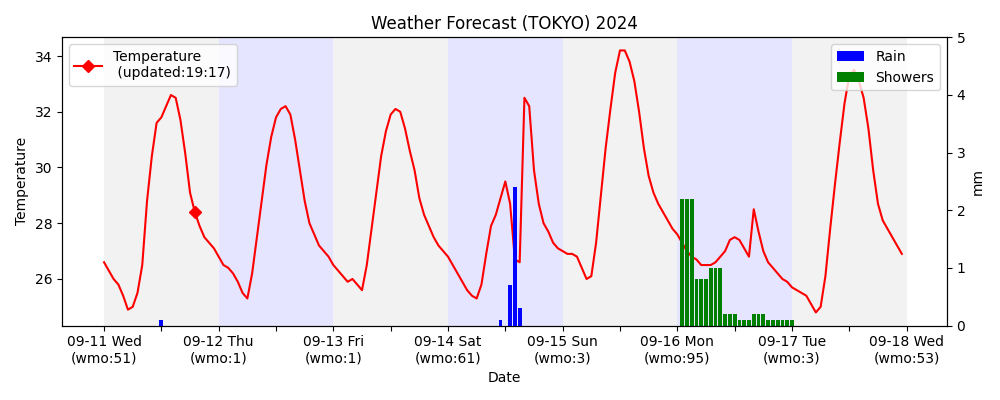 Weather Forecast (TOKYO) 2024
Temperature
(updated:19:17)
Rain
Showers
Temperature
34
32
30
28
26
5
4
3
2
1
0
mm
09-11 Wed 09-12 Thu 09-13 Fri 09-14 Sat 09-15 Sun 09-16 Mon 09-17 Tue 09-18 Wed
(wmo:51) (wmo:1) (wmo:1) (wmo:61) (wmo:3) (wmo:95) (wmo:3) (wmo:53)
Date